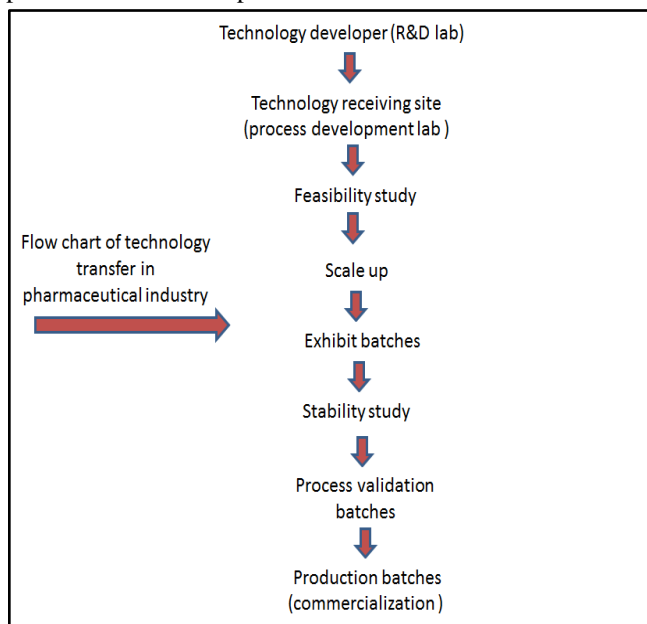 Technology developer (R&D lab)
Technology receiving site
(process development lab )
Feasibility study
Flow chart of technology
transfer in
pharmaceutical industry
Scale up
Exhibit batches
Stability study
Process validation
batches
Production batches
(commercialization )